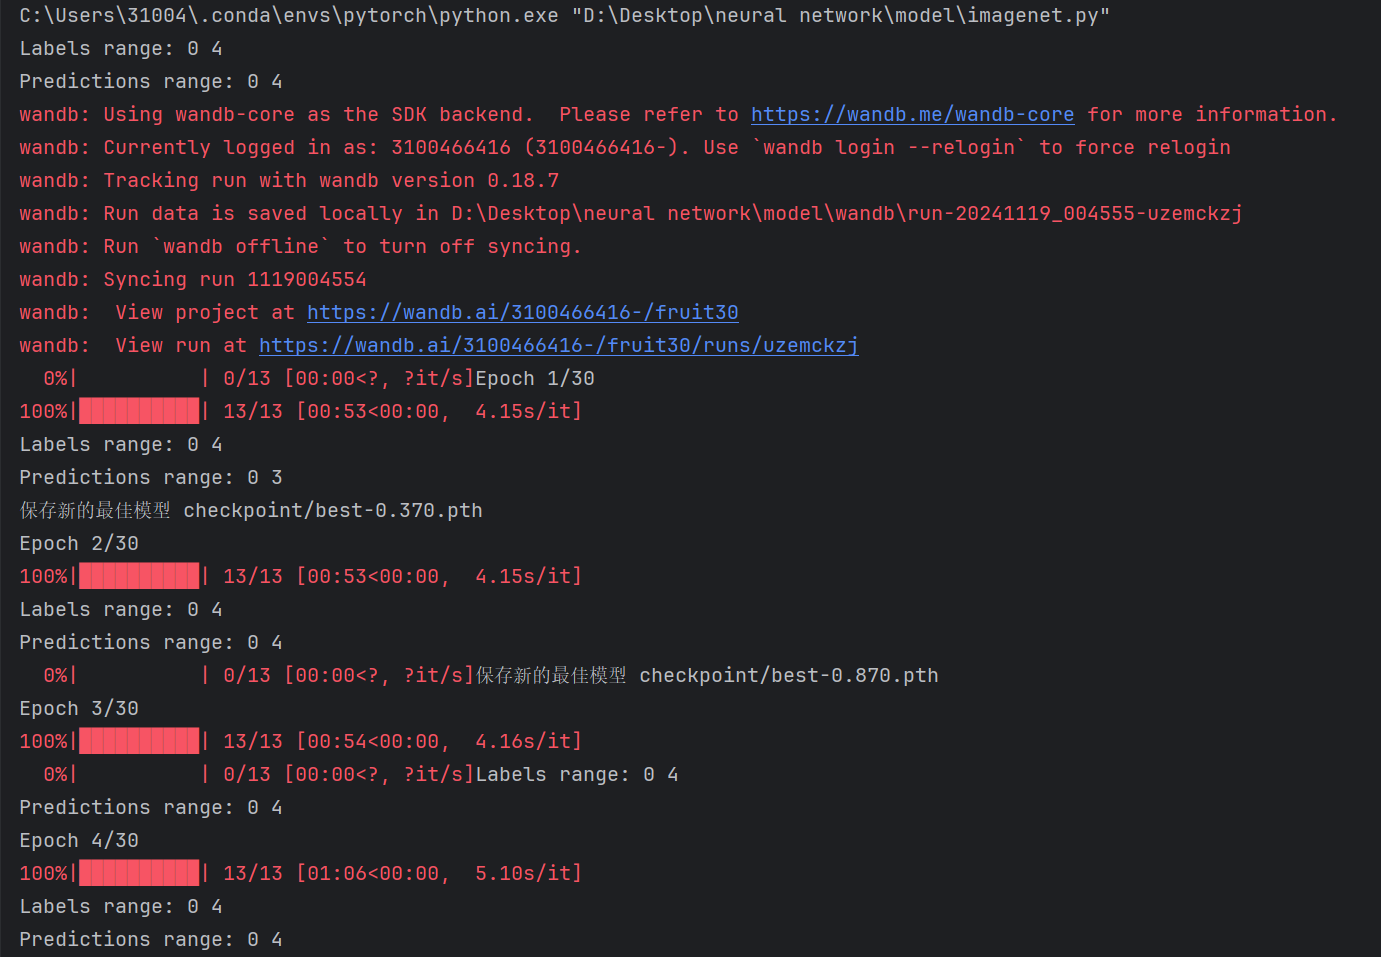 C:\Users\31004\.conda\envs\pytorch\python.exe "D:\Desktop\neural network\model\imagenet.py"
Labels range: 0 4
Predictions range: 0 4
wandb: Using wandb-core as the SDK backend.  Please refer to https://wandb.me/wandb-core for more information.
wandb: Currently logged in as: 3100466416 (3100466416-). Use `wandb login --relogin` to force relogin
wandb: Tracking run with wandb version 0.18.7
wandb: Run data is saved locally in D:\Desktop\neural network\model\wandb\run-20241119_004555-uzemckzj
wandb: Run `wandb offline` to turn off syncing.
wandb: Syncing run 1119004554
wandb:  View project at https://wandb.ai/3100466416-/fruit30
wandb:  View run at https://wandb.ai/3100466416-/fruit30/runs/uzemckzj
  0%|          | 0/13 [00:00<?, ?it/s]Epoch 1/30
100%|██████████| 13/13 [00:53<00:00,  4.15s/it]
Labels range: 0 4
Predictions range: 0 3
保存新的最佳模型 checkpoint/best-0.370.pth
Epoch 2/30
100%|██████████| 13/13 [00:53<00:00,  4.15s/it]
Labels range: 0 4
Predictions range: 0 4
  0%|          | 0/13 [00:00<?, ?it/s]保存新的最佳模型 checkpoint/best-0.870.pth
Epoch 3/30
100%|██████████| 13/13 [00:54<00:00,  4.16s/it]
  0%|          | 0/13 [00:00<?, ?it/s]Labels range: 0 4
Predictions range: 0 4
Epoch 4/30
100%|██████████| 13/13 [01:06<00:00,  5.10s/it]
Labels range: 0 4
Predictions range: 0 4